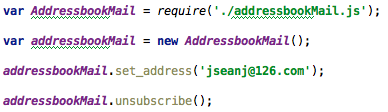 var AddressbookMail = require('./addressbookMail.js');
var addressbookMail = new AddressbookMail();
addressbookMail.set_address('jseanj@126.com');
addressbookMail.unsubscribe();